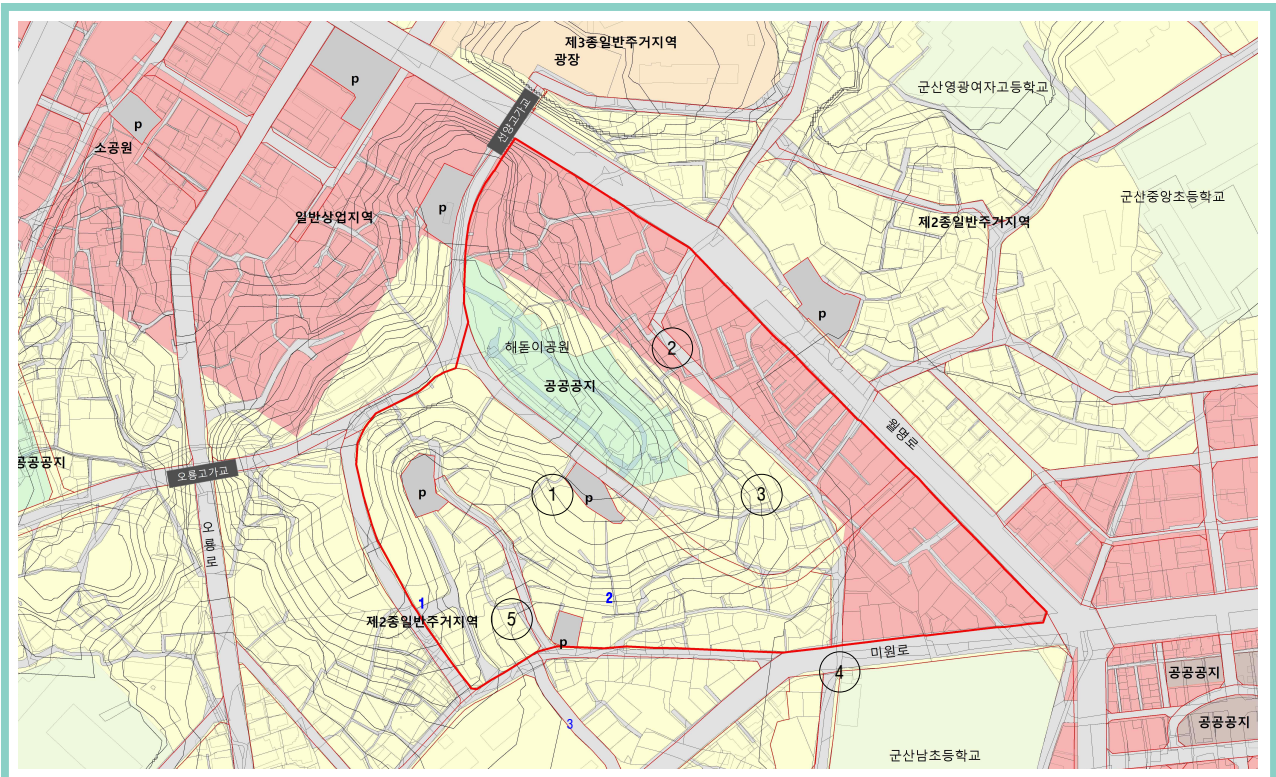 제3종일반주거지역
광장
p
군산영광여자고등학교
선양고가교
p
소공원
군산중앙초등학교
p
일반상업지역
제2종일반주거지역
p
해돋이공원
2
공공공지
월명로
공공공지
오룡고가교
p
1
p
3
오룡로
1
2
제2종일반주거지역
5
p
미원로
4
공공공지
3
공공공지
군산남초등학교